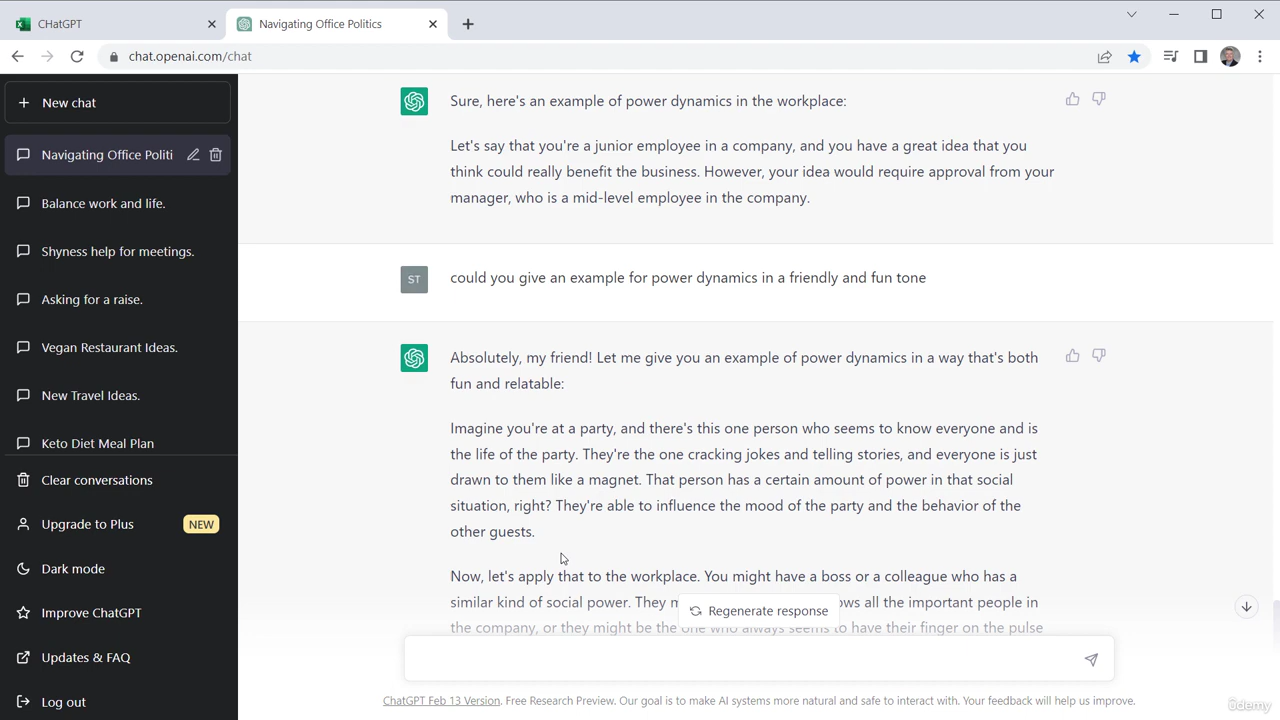 CHatGPT
Navigating Office Politics
chat.openai.com/chat
New chat
Navigating Office Politi
Balance work and life.
Shyness help for meetings.
Asking for a raise.
Vegan Restaurant Ideas.
New Travel Ideas.
Keto Diet Meal Plan
Clear conversations
Upgrade to Plus NEW
Dark mode
Improve ChatGPT
Updates & FAQ
Log out
Sure, here's an example of power dynamics in the workplace:
Let's say that you're a junior employee in a company, and you have a great idea that you
think could really benefit the business. However, your idea would require approval from your
manager, who is a mid-level employee in the company.
ST
could you give an example for power dynamics in a friendly and fun tone
Absolutely, my friend! Let me give you an example of power dynamics in a way that's both
fun and relatable:
Imagine you're at a party, and there's this one person who seems to know everyone and is
the life of the party. They're the one cracking jokes and telling stories, and everyone is just
drawn to them like a magnet. That person has a certain amount of power in that social
situation, right? They're able to influence the mood of the party and the behavior of the
other guests.
Now, let's apply that to the workplace. You might have a boss or a colleague who has a
similar kind of social power. They all the important people in
the company, or they might be the one who always seems to have their finger on the pulse
Regenerate response
ChatGPT Feb 13 Version. Free Research Preview. Our goal is to make AI systems more natural and safe to interact with. Your feedback will help us improve.
ûdemy